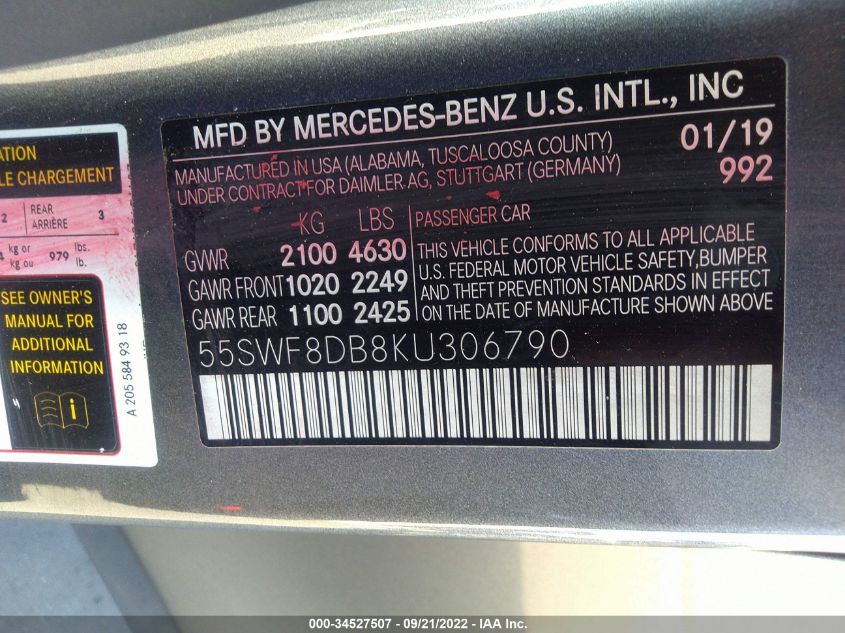 MFD BY MERCEDES-BENZ U.S. INTL., INC
MANUFACTURED IN USA (ALABAMA, TUSCALOOSA COUNTY)
UNDER CONTRACT FOR DAIMLER AG, STUTTGART (GERMANY)
01/19
992
KG LBS
GVWR 2100 4630
GAWR FRONT 1020 2249
GAWR REAR 1100 2425
PASSENGER CAR
THIS VEHICLE CONFORMS TO ALL APPLICABLE
U.S. FEDERAL MOTOR VEHICLE SAFETY, BUMPER
AND THEFT PREVENTION STANDARDS IN EFFECT
ON THE DATE OF MANUFACTURE SHOWN ABOVE
55SWF8DB8KU306790
CHARGEMENT
2 REAR 3
ARRIÈRE
kg or 979 lbs.
kg ou lb.
SEE OWNER'S
MANUAL FOR
ADDITIONAL
INFORMATION
i
A 205 584 93 18
000-34527507 - 09/21/2022 - IAA Inc.